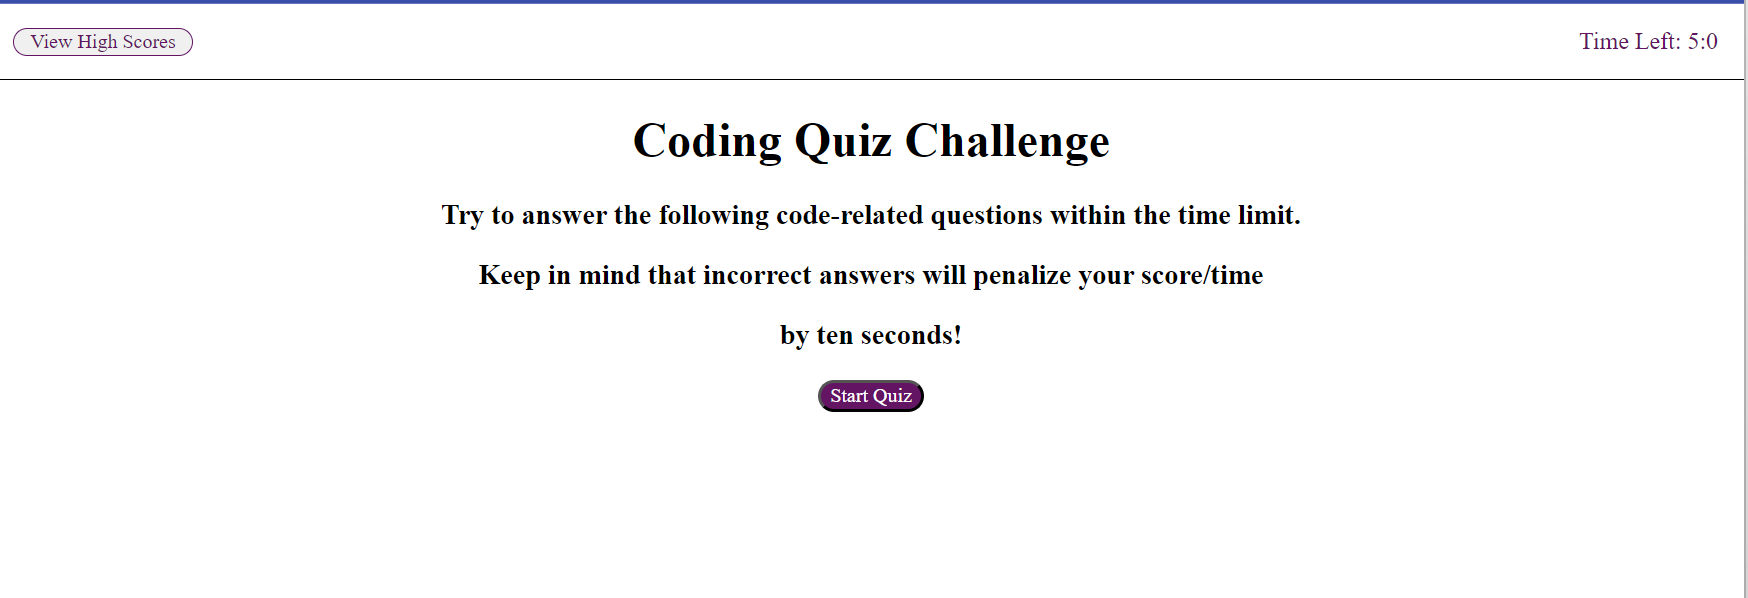 View High Scores
Time Left: 5:0
Coding Quiz Challenge
Try to answer the following code-related questions within the time limit.
Keep in mind that incorrect answers will penalize your score/time
by ten seconds!
Start Quiz